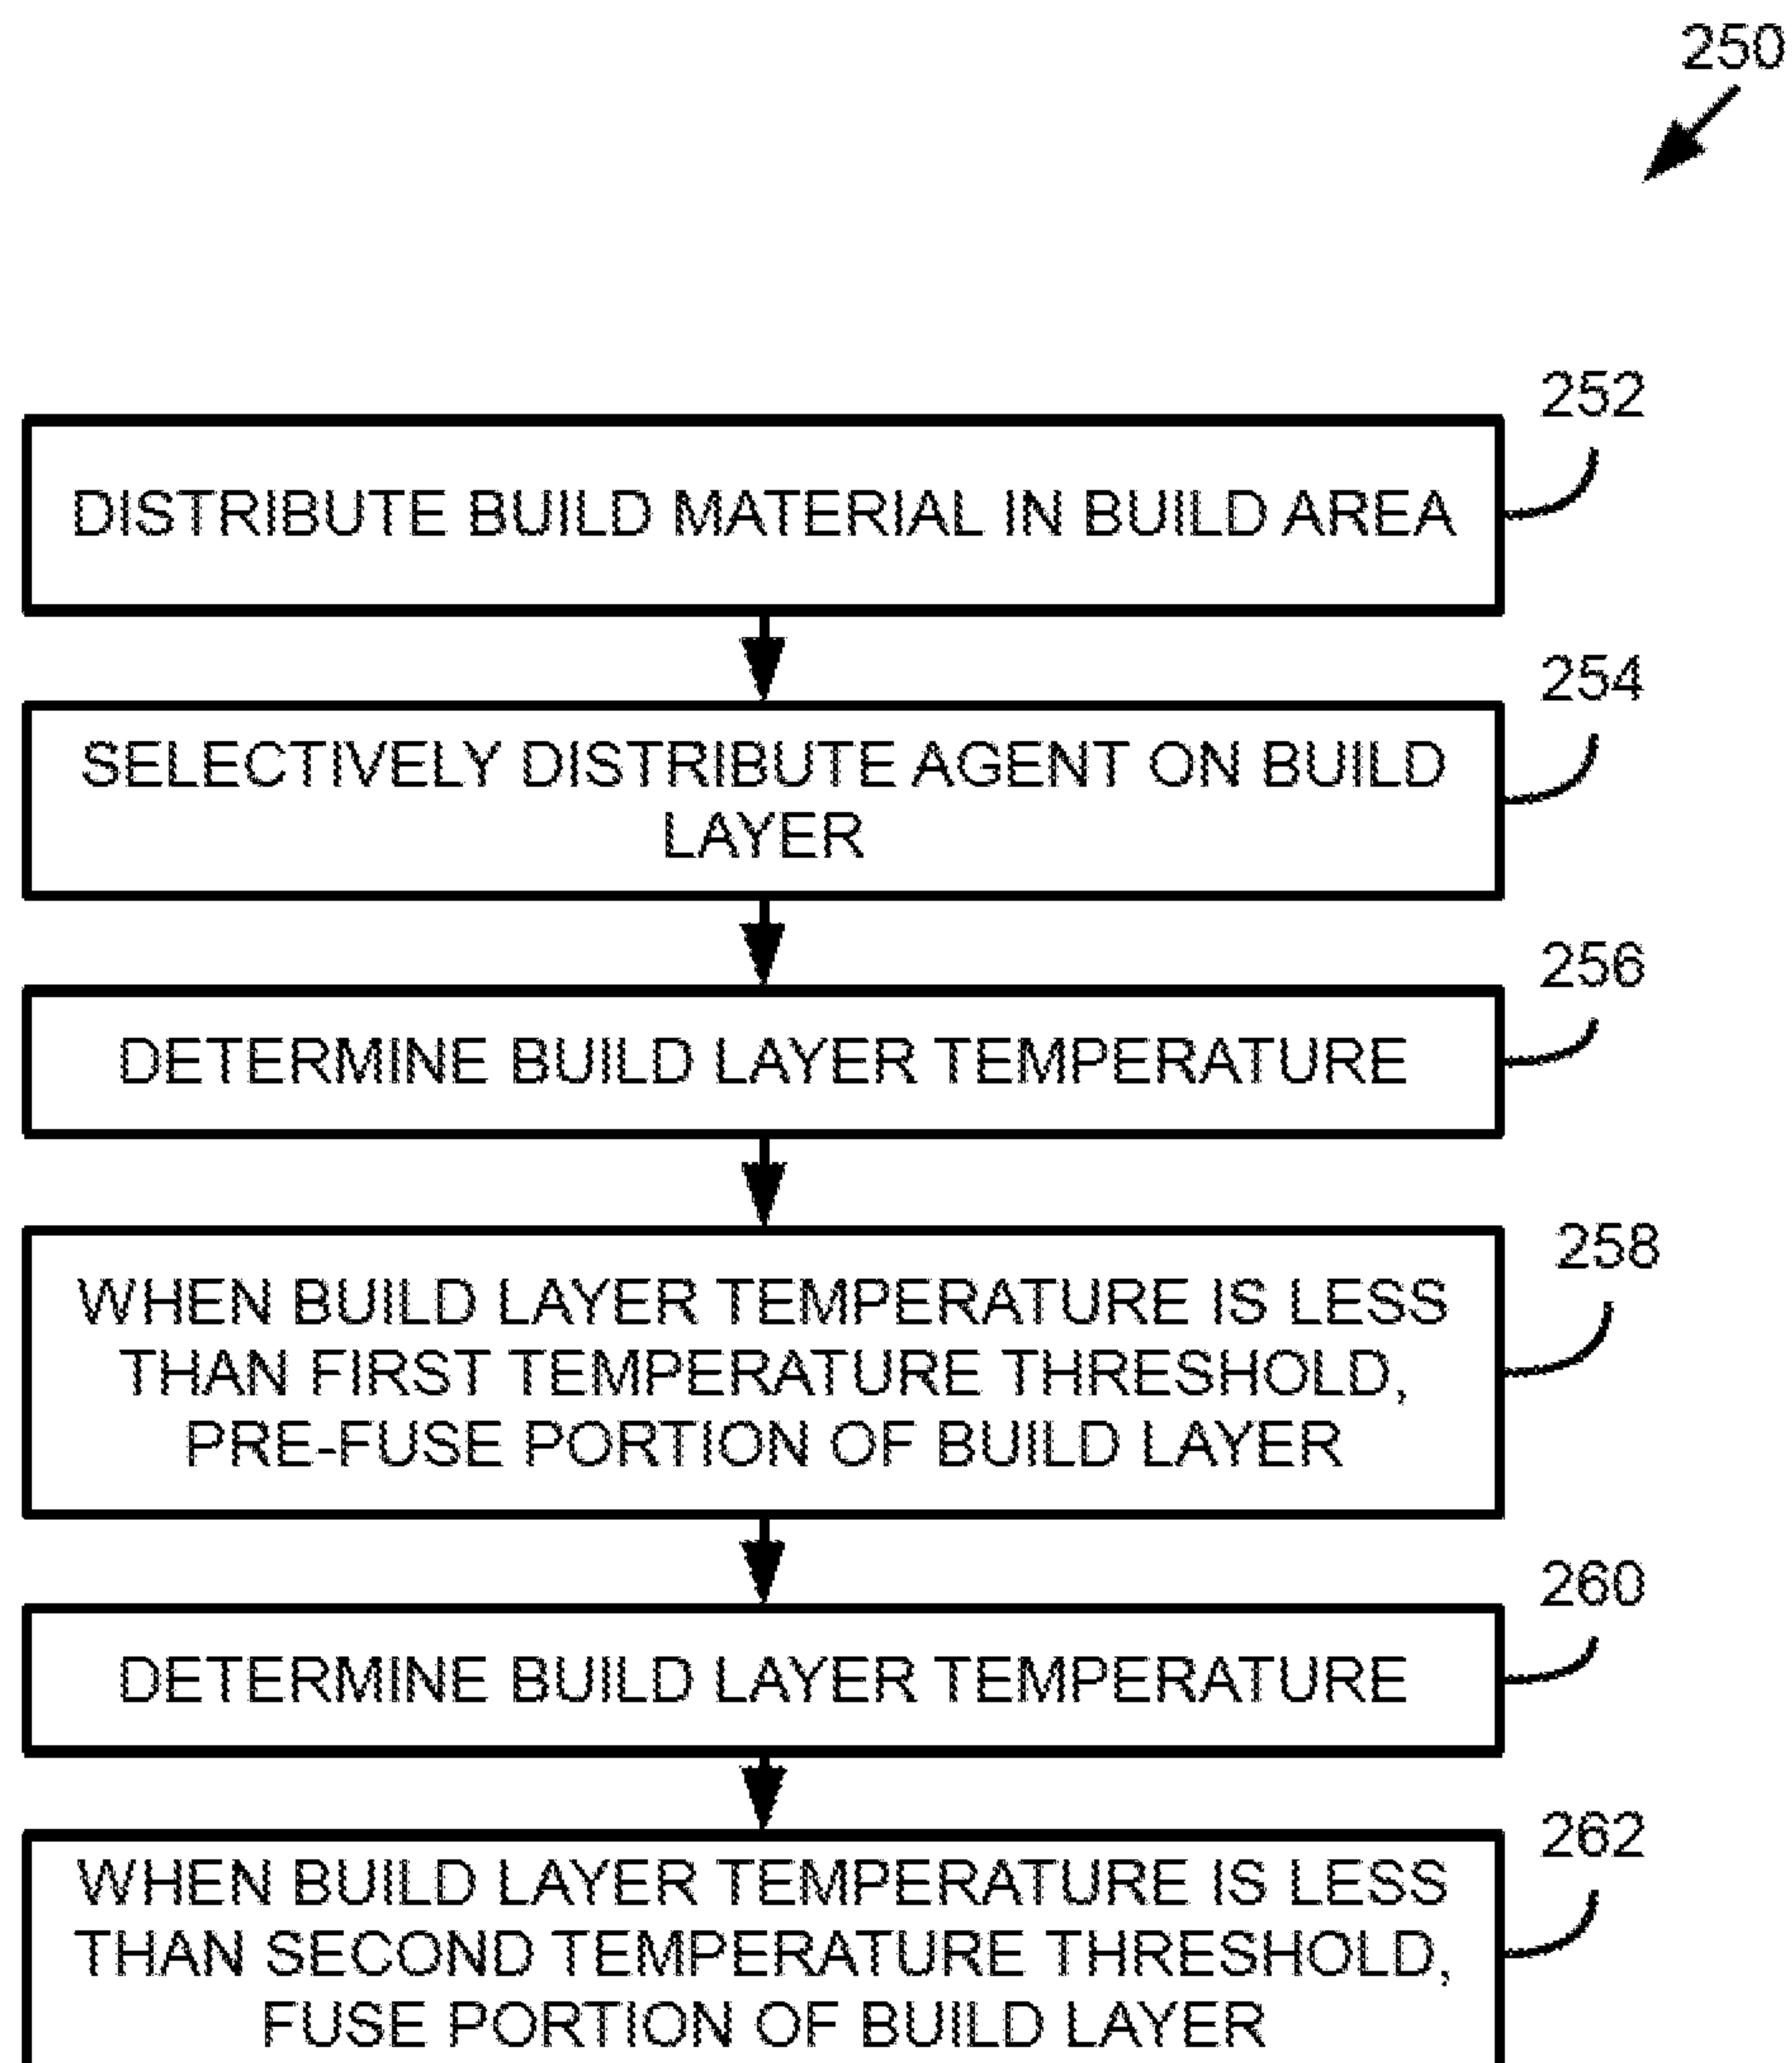 250
252
DISTRIBUTE BUILD MATERIAL IN BUILD AREA
254
SELECTIVELY DISTRIBUTE AGENT ON BUILD
LAYER
256
DETERMINE BUILD LAYER TEMPERATURE
258
WHEN BUILD LAYER TEMPERATURE IS LESS
THAN FIRST TEMPERATURE THRESHOLD,
PRE-FUSE PORTION OF BUILD LAYER
260
DETERMINE BUILD LAYER TEMPERATURE
262
WHEN BUILD LAYER TEMPERATURE IS LESS
THAN SECOND TEMPERATURE THRESHOLD,
FUSE PORTION OF BUILD LAYER